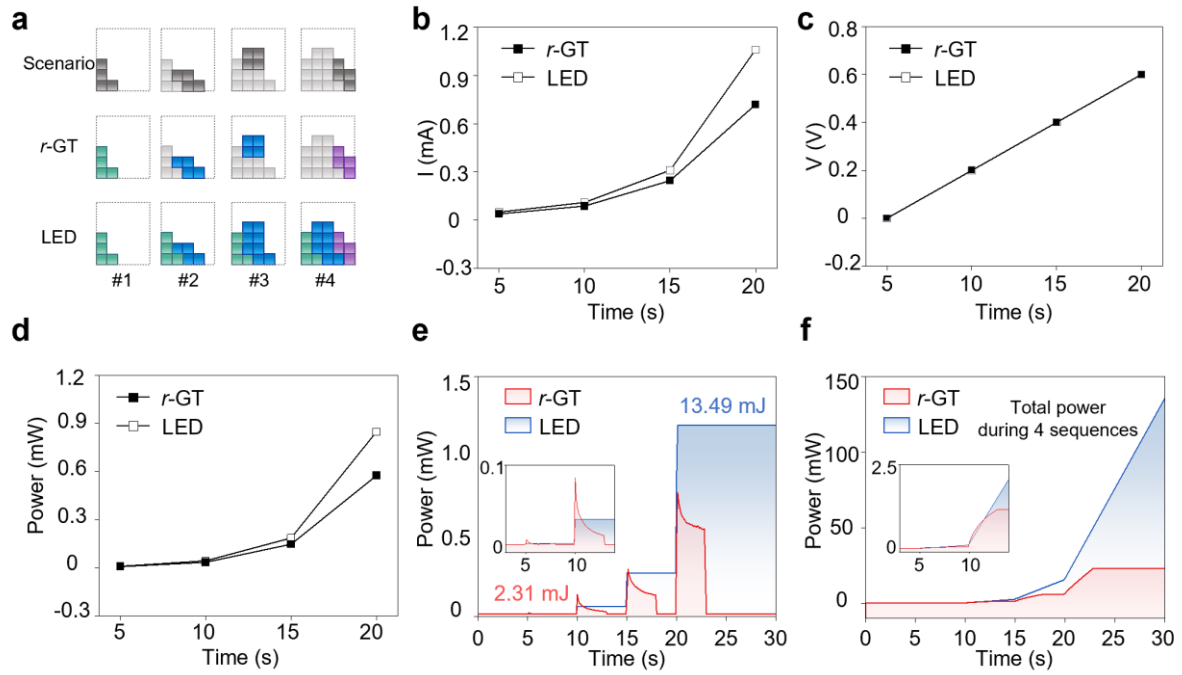 a
Scenario
r-GT
LED
#1 #2 #3 #4
b
1.2
0.9
0.6
0.3
0
-0.3
I (mA)
r-GT
LED
5 10 15 20
Time (s)
c
0.8
0.6
0.4
0.2
0
-0.2
V (V)
r-GT
LED
5 10 15 20
Time (s)
d
1.2
0.9
0.6
0.3
0
-0.3
Power (mW)
r-GT
LED
5 10 15 20
Time (s)
e
1.5
1.0
0.5
0
Power (mW)
r-GT
LED
13.49 mJ
0.1
0
5 10
2.31 mJ
0 5 10 15 20 25 30
Time (s)
f
150
100
50
0
Power (mW)
r-GT
LED
Total power
during 4 sequences
2.5
0
5 10
0 5 10 15 20 25 30
Time (s)